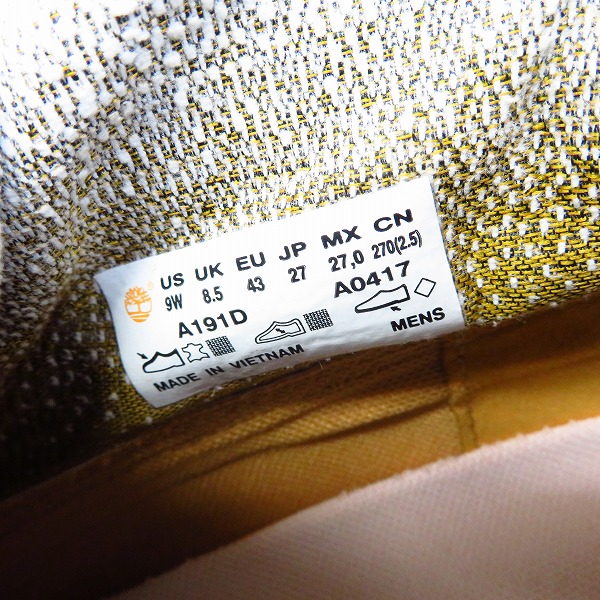 US UK EU JP MX CN
9W 8.5 43 27 27,0 270(2.5)
A191D A0417
MADE IN VIETNAM MENS